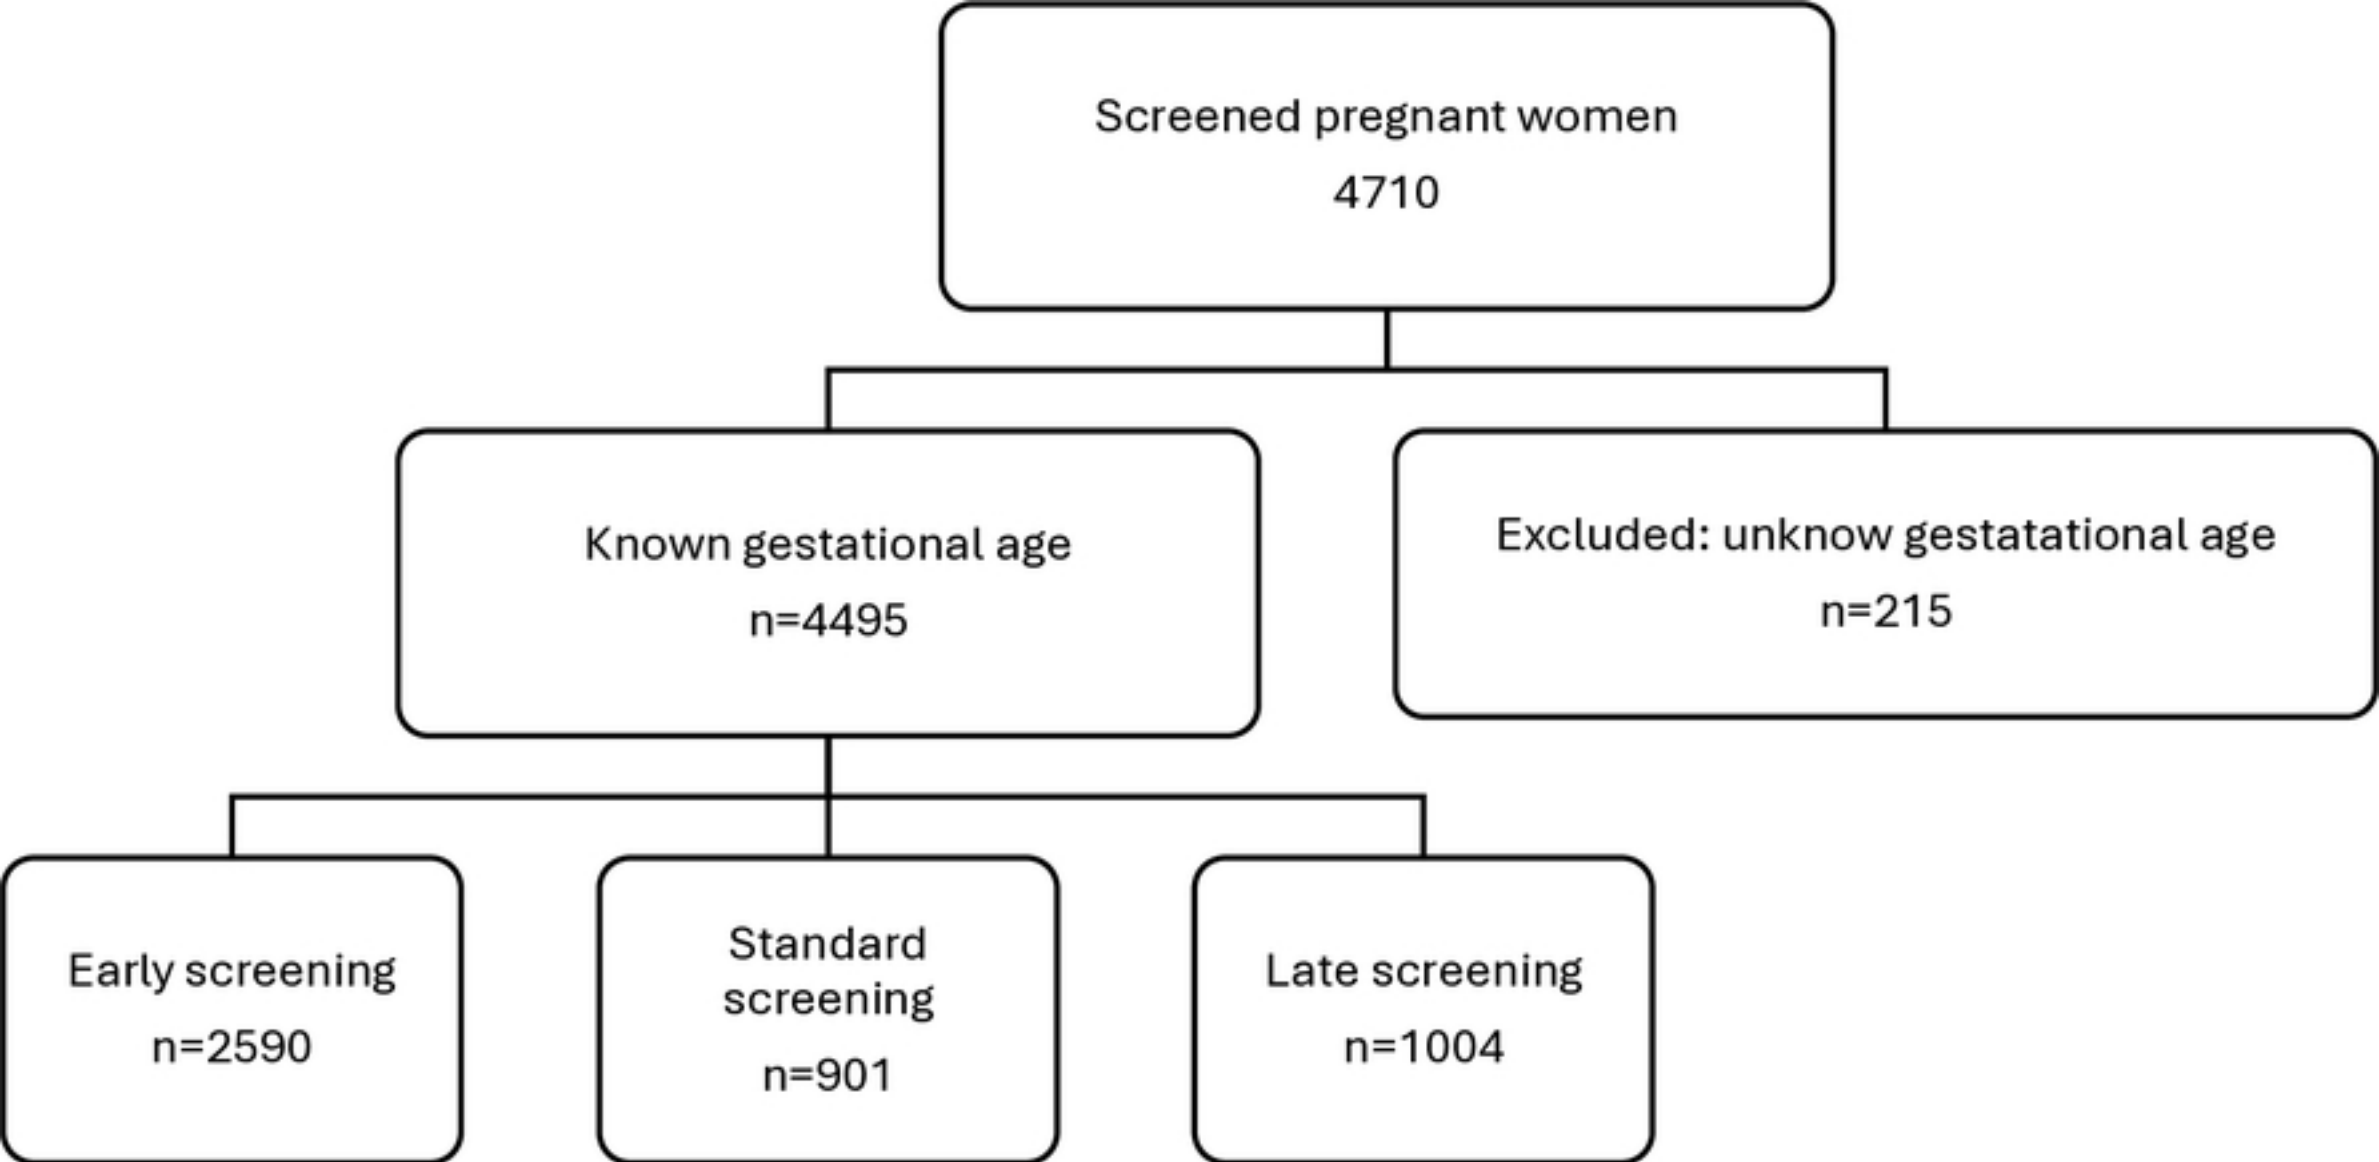 Screened pregnant women
4710
Known gestational age
n=4495
Excluded: unknow gestatational age
n=215
Early screening
n=2590
Standard
screening
n=901
Late screening
n=1004